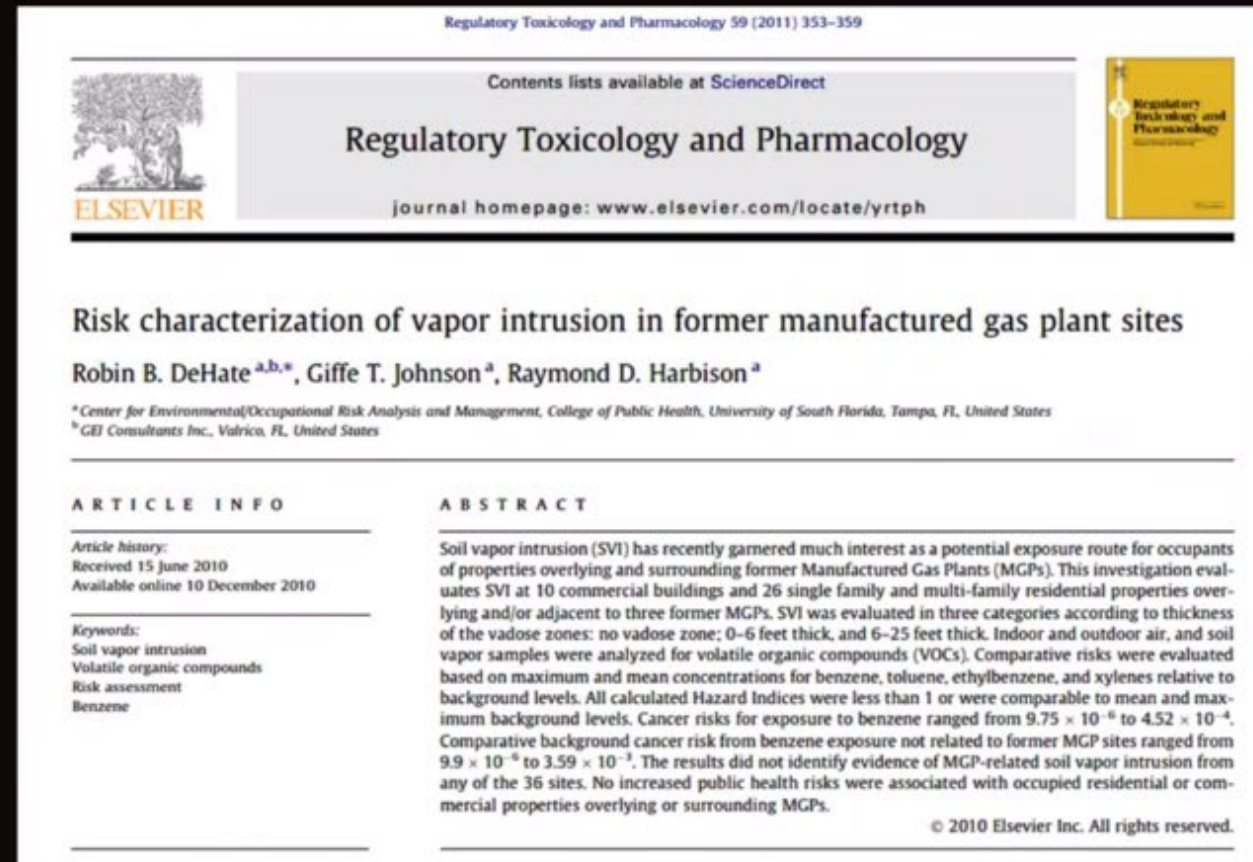 Regulatory Toxicology and Pharmacology 59 (2011) 353–359
Contents lists available at ScienceDirect
Regulatory Toxicology and Pharmacology
journal homepage: www.elsevier.com/locate/yrtph
ELSEVIER
Regulatory
Toxicology and
Pharmacology
Risk characterization of vapor intrusion in former manufactured gas plant sites
Robin B. DeHate a,b,*, Giffe T. Johnson a, Raymond D. Harbison a
a Center for Environmental/Occupational Risk Analysis and Management, College of Public Health, University of South Florida, Tampa, FL, United States
b GEI Consultants Inc., Valrico, FL, United States
ARTICLE INFO
Article history:
Received 15 June 2010
Available online 10 December 2010
Keywords:
Soil vapor intrusion
Volatile organic compounds
Risk assessment
Benzene
ABSTRACT
Soil vapor intrusion (SVI) has recently garnered much interest as a potential exposure route for occupants
of properties overlying and surrounding former Manufactured Gas Plants (MGPs). This investigation eval-
uates SVI at 10 commercial buildings and 26 single family and multi-family residential properties over-
lying and/or adjacent to three former MGPs. SVI was evaluated in three categories according to thickness
of the vadose zones: no vadose zone; 0–6 feet thick, and 6–25 feet thick. Indoor and outdoor air, and soil
vapor samples were analyzed for volatile organic compounds (VOCs). Comparative risks were evaluated
based on maximum and mean concentrations for benzene, toluene, ethylbenzene, and xylenes relative to
background levels. All calculated Hazard Indices were less than 1 or were comparable to mean and max-
imum background levels. Cancer risks for exposure to benzene ranged from 9.75 × 10⁻⁶ to 4.52 × 10⁻⁴.
Comparative background cancer risk from benzene exposure not related to former MGP sites ranged from
9.9 × 10⁻⁶ to 3.59 × 10⁻³. The results did not identify evidence of MGP-related soil vapor intrusion from
any of the 36 sites. No increased public health risks were associated with occupied residential or com-
mercial properties overlying or surrounding MGPs.
© 2010 Elsevier Inc. All rights reserved.